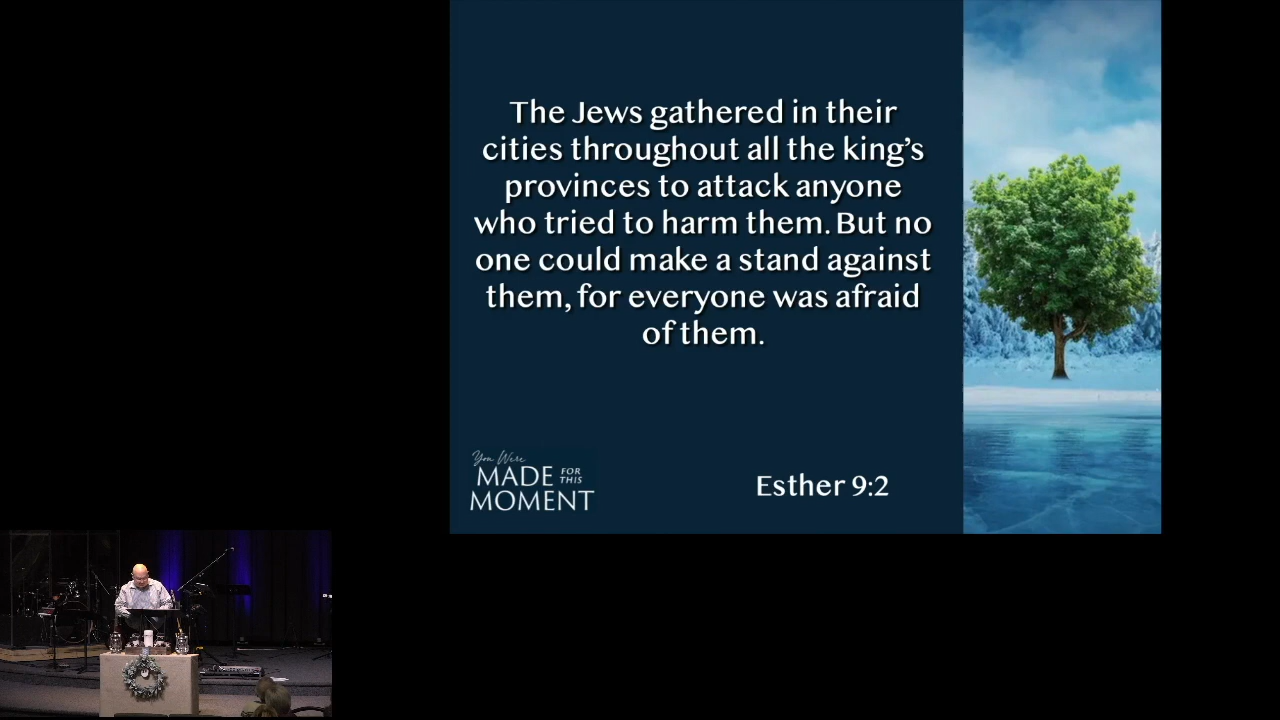 The Jews gathered in their
cities throughout all the king's
provinces to attack anyone
who tried to harm them. But no
one could make a stand against
them, for everyone was afraid
of them.
You Were
MADE FOR THIS
MOMENT
Esther 9:2